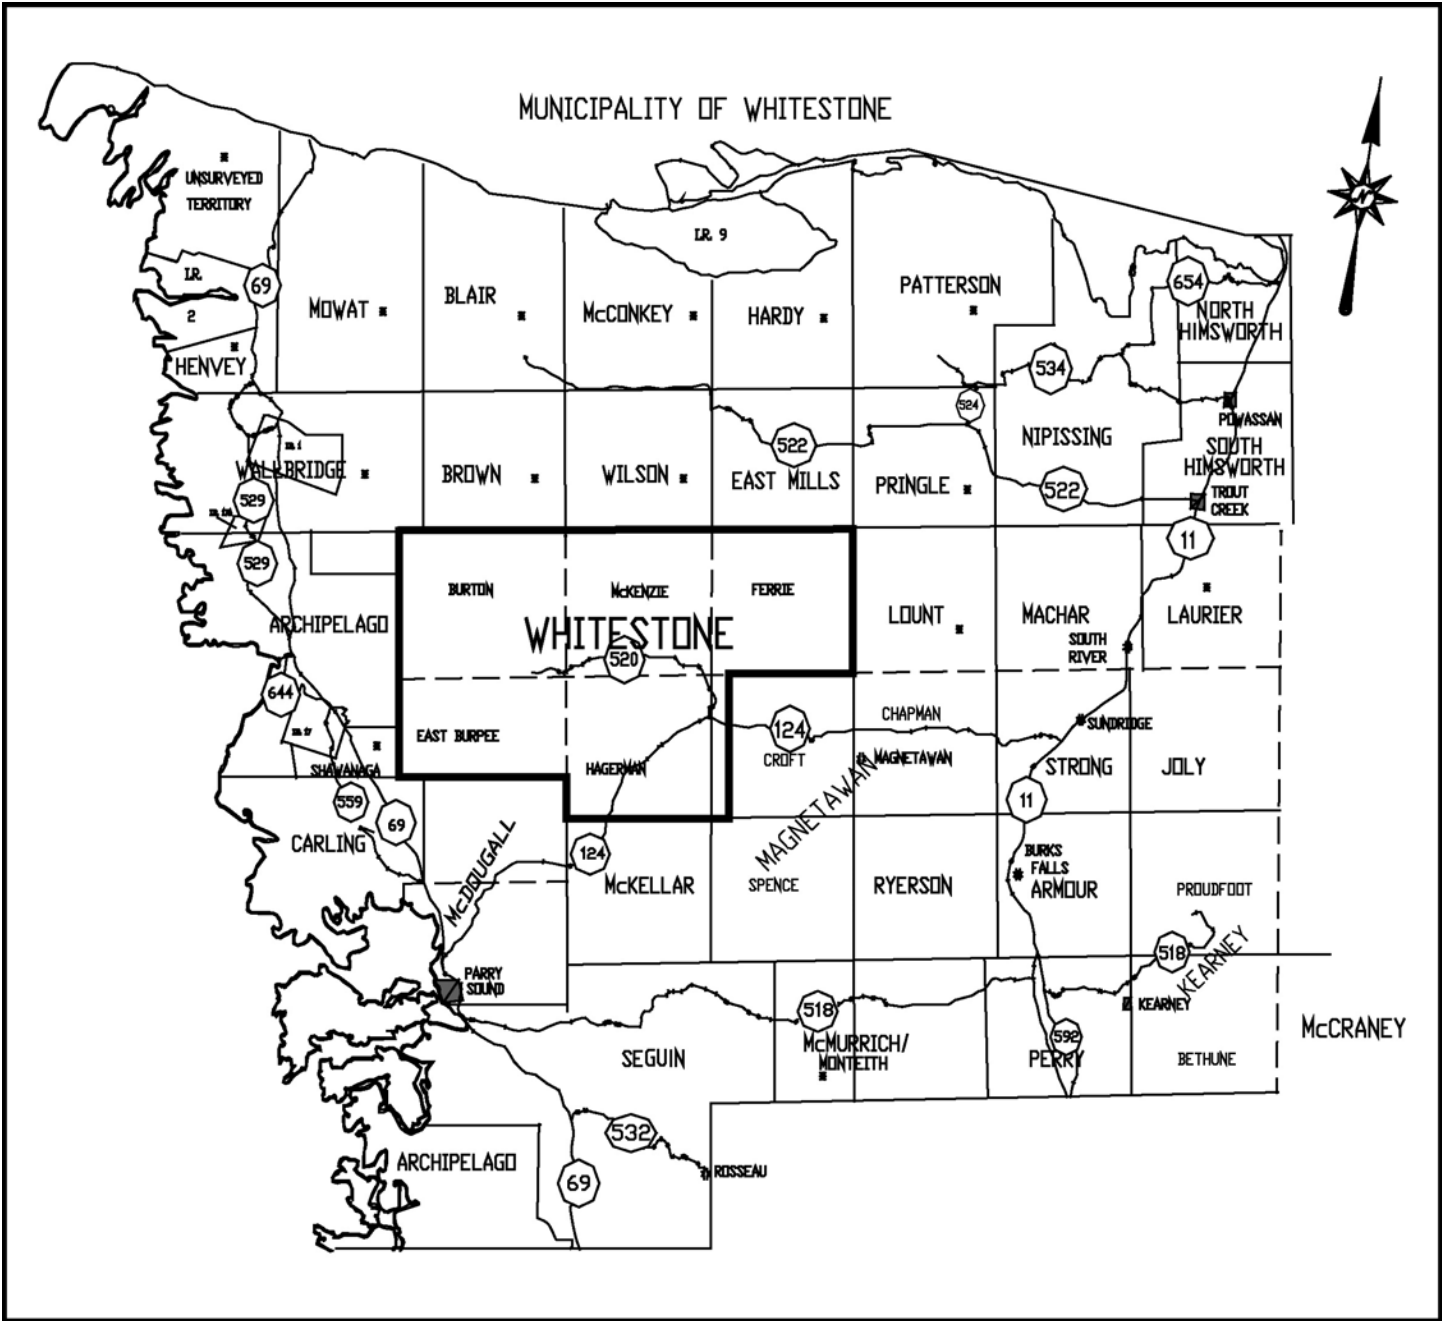 MUNICIPALITY OF WHITESTONE
UNSURVEYED
TERRITORY
I.R. 9
I.R.
2
69
MOWAT
BLAIR
McCONKEY
HARDY
PATTERSON
654
NORTH
HIMSWORTH
HENVEY
534
524
POWASSAN
NIPISSING
522
SOUTH
HIMSWORTH
WALLBRIDGE
BROWN
WILSON
EAST MILLS
PRINGLE
522
TROUT
CREEK
529
529
11
BURTON
McKENZIE
FERRIE
ARCHIPELAGO
WHITESTONE
LOUNT
MACHAR
LAURIER
SOUTH
RIVER
520
644
EAST BURPEE
124
CHAPMAN
SUNDRIDGE
SHAWANAGA
HAGERMAN
CROFT
MAGNETAWAN
STRONG
JOLY
559
69
11
MAGNETAWAN
CARLING
McDOUGALL
124
McKELLAR
SPENCE
RYERSON
BURKS
FALLS
ARMOUR
PROUDFOOT
518
KEARNEY
PARRY
SOUND
518
KEARNEY
McCRANEY
SEGUIN
McMURRICH/
MONTEITH
592
PERRY
BETHUNE
532
ARCHIPELAGO
69
ROSSEAU
N